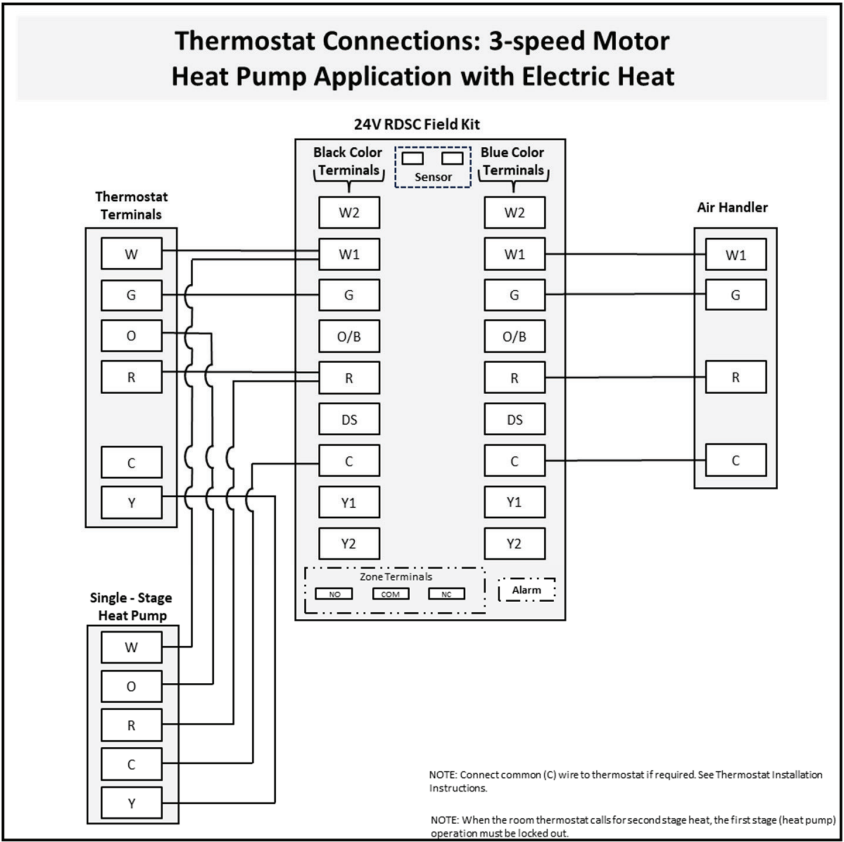 Thermostat Connections: 3-speed Motor
Heat Pump Application with Electric Heat
24V RDSC Field Kit
Black Color
Terminals
Sensor
Blue Color
Terminals
Thermostat
Terminals
W
G
O
R
C
Y
W2
W1
G
O/B
R
DS
C
Y1
Y2
W2
W1
G
O/B
R
DS
C
Y1
Y2
Zone Terminals
NO
COM
NC
Alarm
Air Handler
W1
G
R
C
Single - Stage
Heat Pump
W
O
R
C
Y
NOTE: Connect common (C) wire to thermostat if required. See Thermostat Installation
Instructions.
NOTE: When the room thermostat calls for second stage heat, the first stage (heat pump)
operation must be locked out.